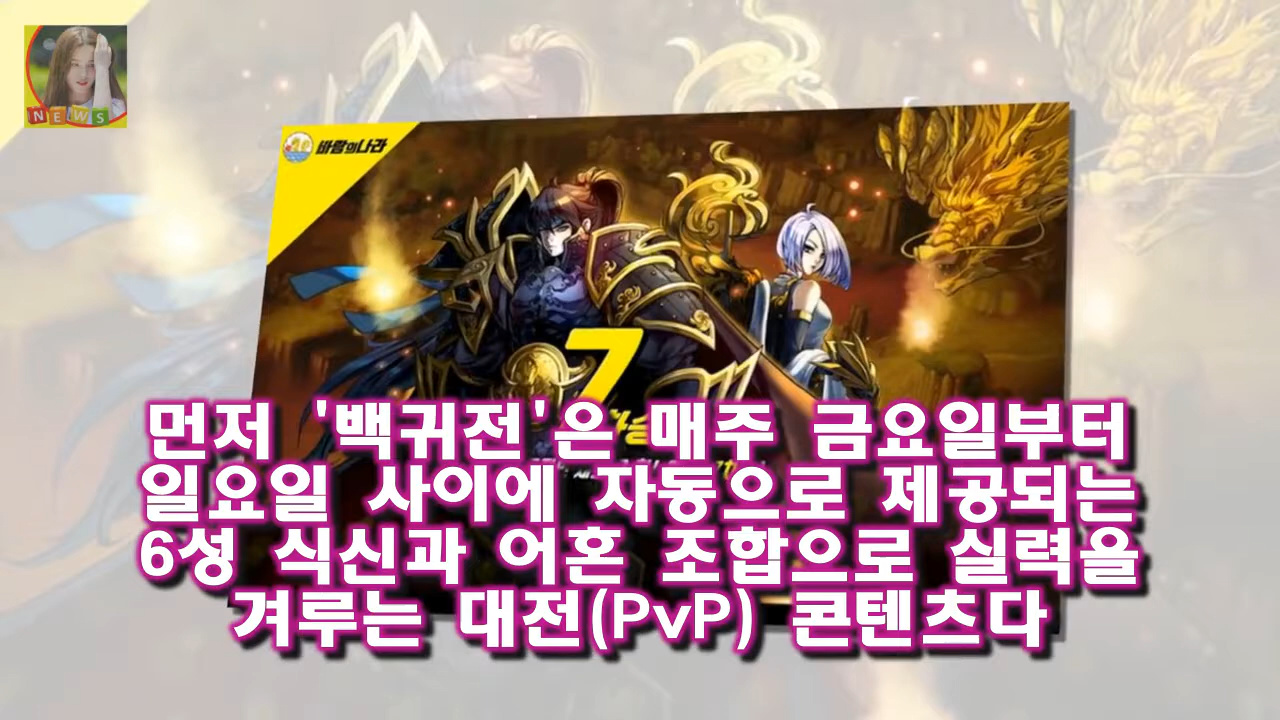 NEWS
바람의나라
7
먼저 '백귀전'은 매주 금요일부터
일요일 사이에 자동으로 제공되는
6성 식신과 어혼 조합으로 실력을
겨루는 대전(PvP) 콘텐츠다